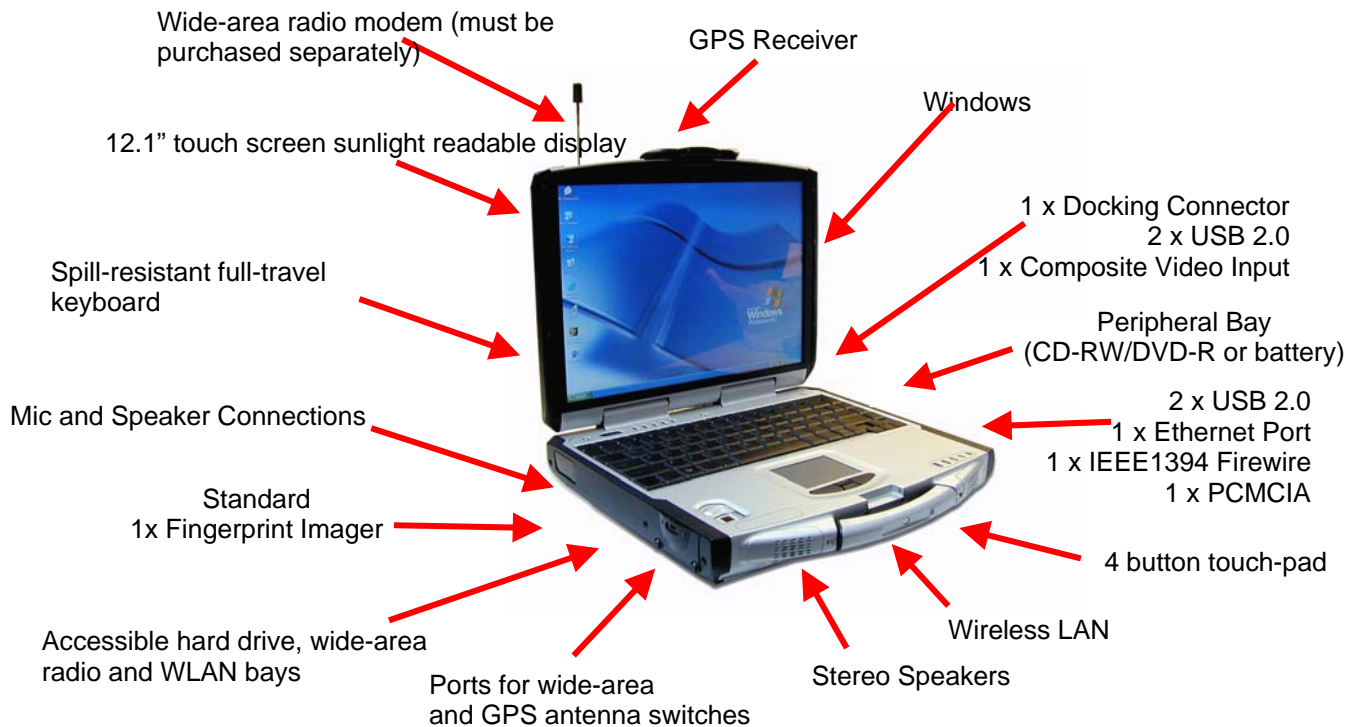 Wide-area radio modem (must be
purchased separately)
GPS Receiver
Windows
12.1” touch screen sunlight readable display
1 x Docking Connector
2 x USB 2.0
1 x Composite Video Input
Spill-resistant full-travel
keyboard
Windows
Peripheral Bay
(CD-RW/DVD-R or battery)
2 x USB 2.0
1 x Ethernet Port
1 x IEEE1394 Firewire
1 x PCMCIA
Mic and Speaker Connections
Standard
1x Fingerprint Imager
4 button touch-pad
Wireless LAN
Accessible hard drive, wide-area
radio and WLAN bays
Stereo Speakers
Ports for wide-area
and GPS antenna switches